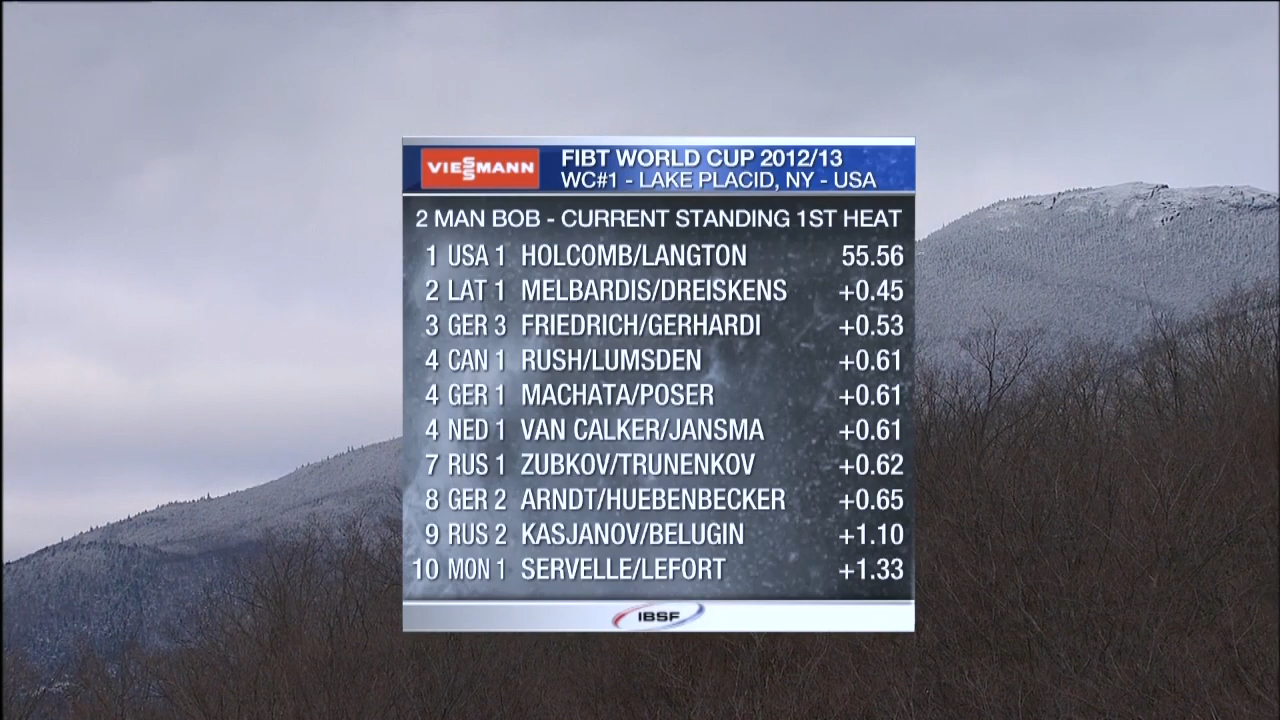 VIESSMANN
FIBT WORLD CUP 2012/13
WC#1 - LAKE PLACID, NY - USA
2 MAN BOB - CURRENT STANDING 1ST HEAT
1 USA 1 HOLCOMB/LANGTON 55.56
2 LAT 1 MELBARDIS/DREISKENS +0.45
3 GER 3 FRIEDRICH/GERHARDI +0.53
4 CAN 1 RUSH/LUMSDEN +0.61
4 GER 1 MACHATA/POSER +0.61
4 NED 1 VAN CALKER/JANSMA +0.61
7 RUS 1 ZUBKOV/TRUNENKOV +0.62
8 GER 2 ARNDT/HUEBENBECKER +0.65
9 RUS 2 KASJANOV/BELUGIN +1.10
10 MON 1 SERVELLE/LEFORT +1.33
IBSF